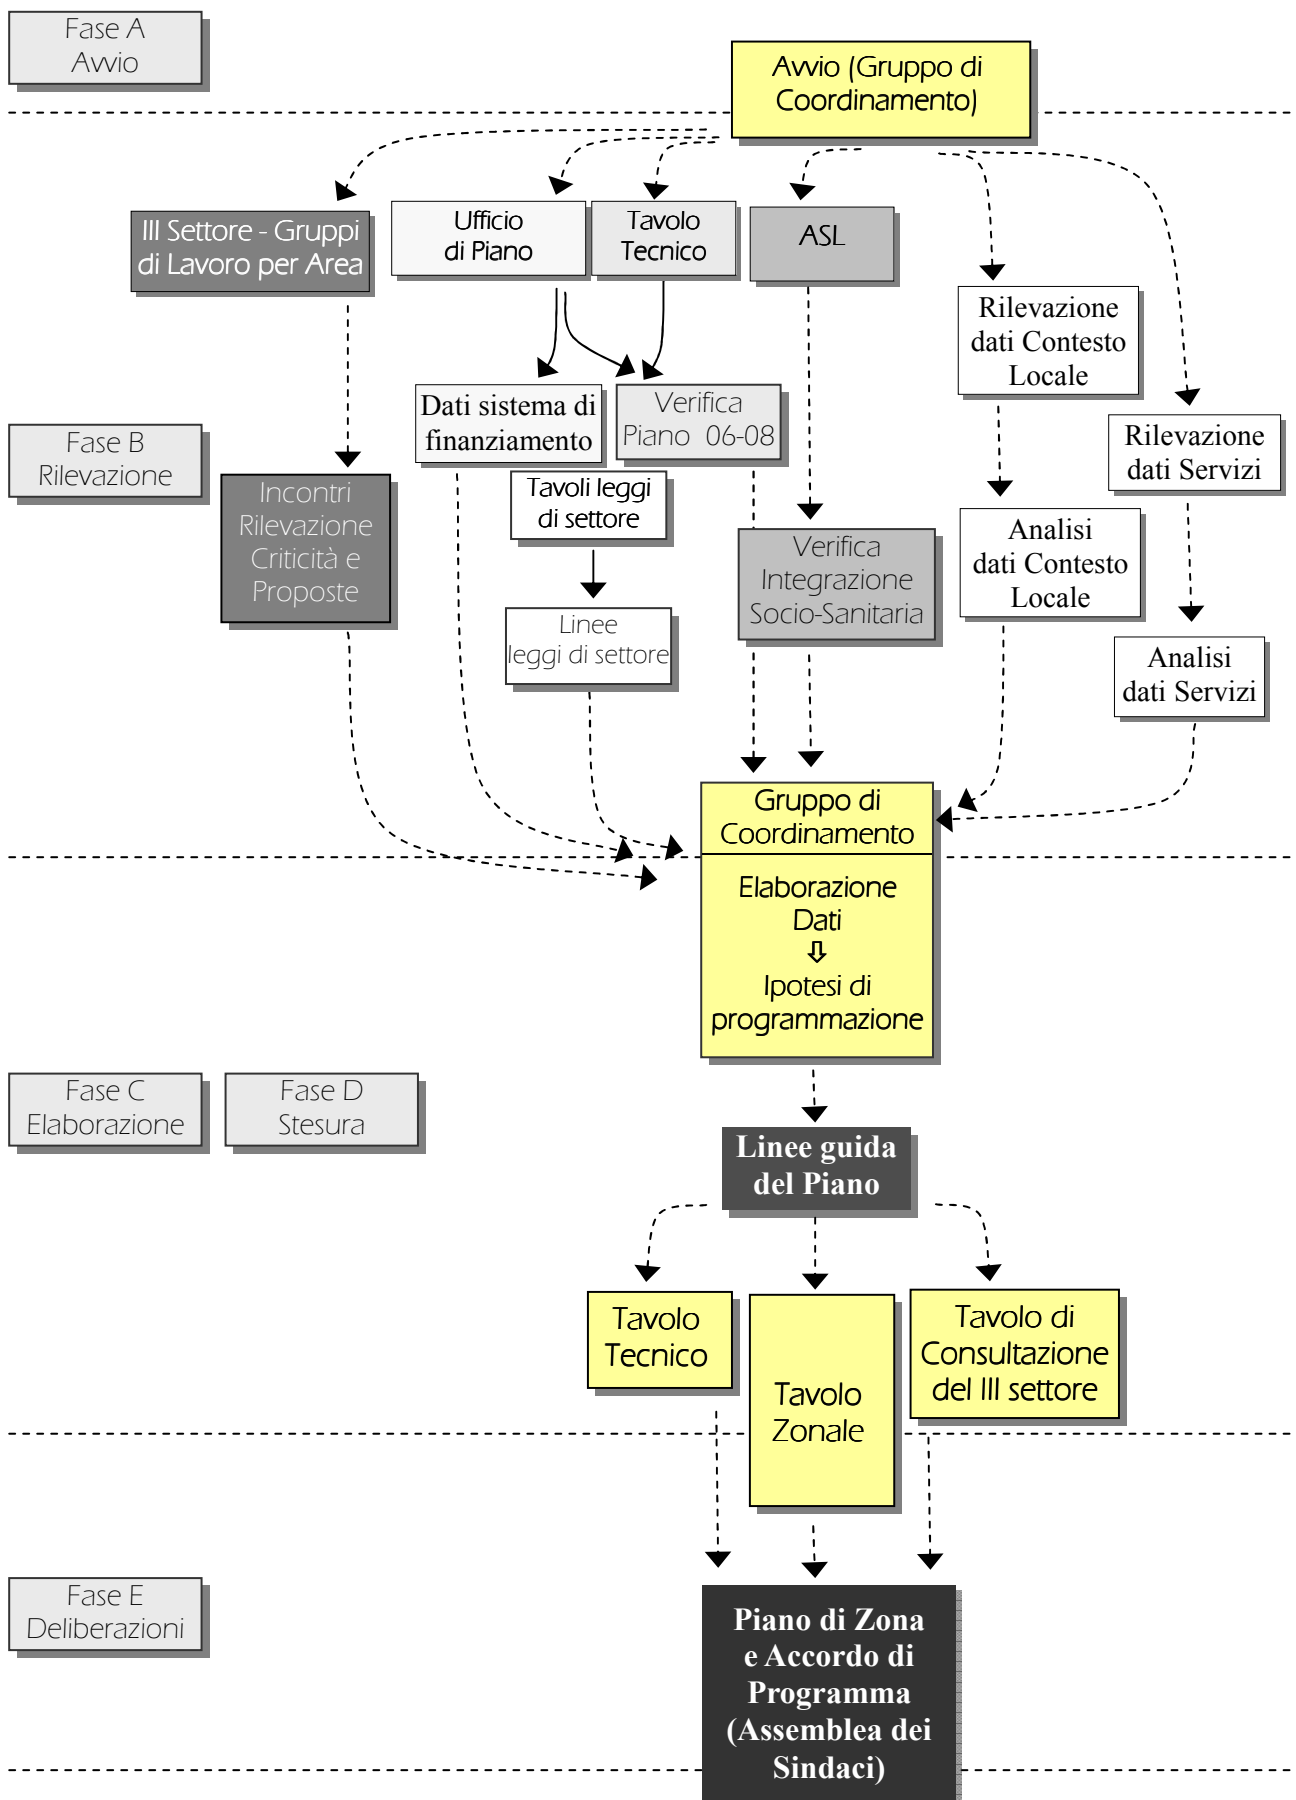 Fase A
Avvio
Avvio (Gruppo di
Coordinamento)
III Settore - Gruppi
di Lavoro per Area
Ufficio
di Piano
Tavolo
Tecnico
ASL
Rilevazione
dati Contesto
Locale
Dati sistema di
finanziamento
Verifica
Piano 06-08
Rilevazione
dati Servizi
Fase B
Rilevazione
Incontri
Rilevazione
Criticità e
Proposte
Tavoli leggi
di settore
Verifica
Integrazione
Socio-Sanitaria
Analisi
dati Contesto
Locale
Linee
leggi di settore
Analisi
dati Servizi
Gruppo di
Coordinamento
Elaborazione
Dati
⇩
Ipotesi di
programmazione
Fase C
Elaborazione
Fase D
Stesura
Linee guida
del Piano
Tavolo
Tecnico
Tavolo
Zonale
Tavolo di
Consultazione
del III settore
Fase E
Deliberazioni
Piano di Zona
e Accordo di
Programma
(Assemblea dei
Sindaci)